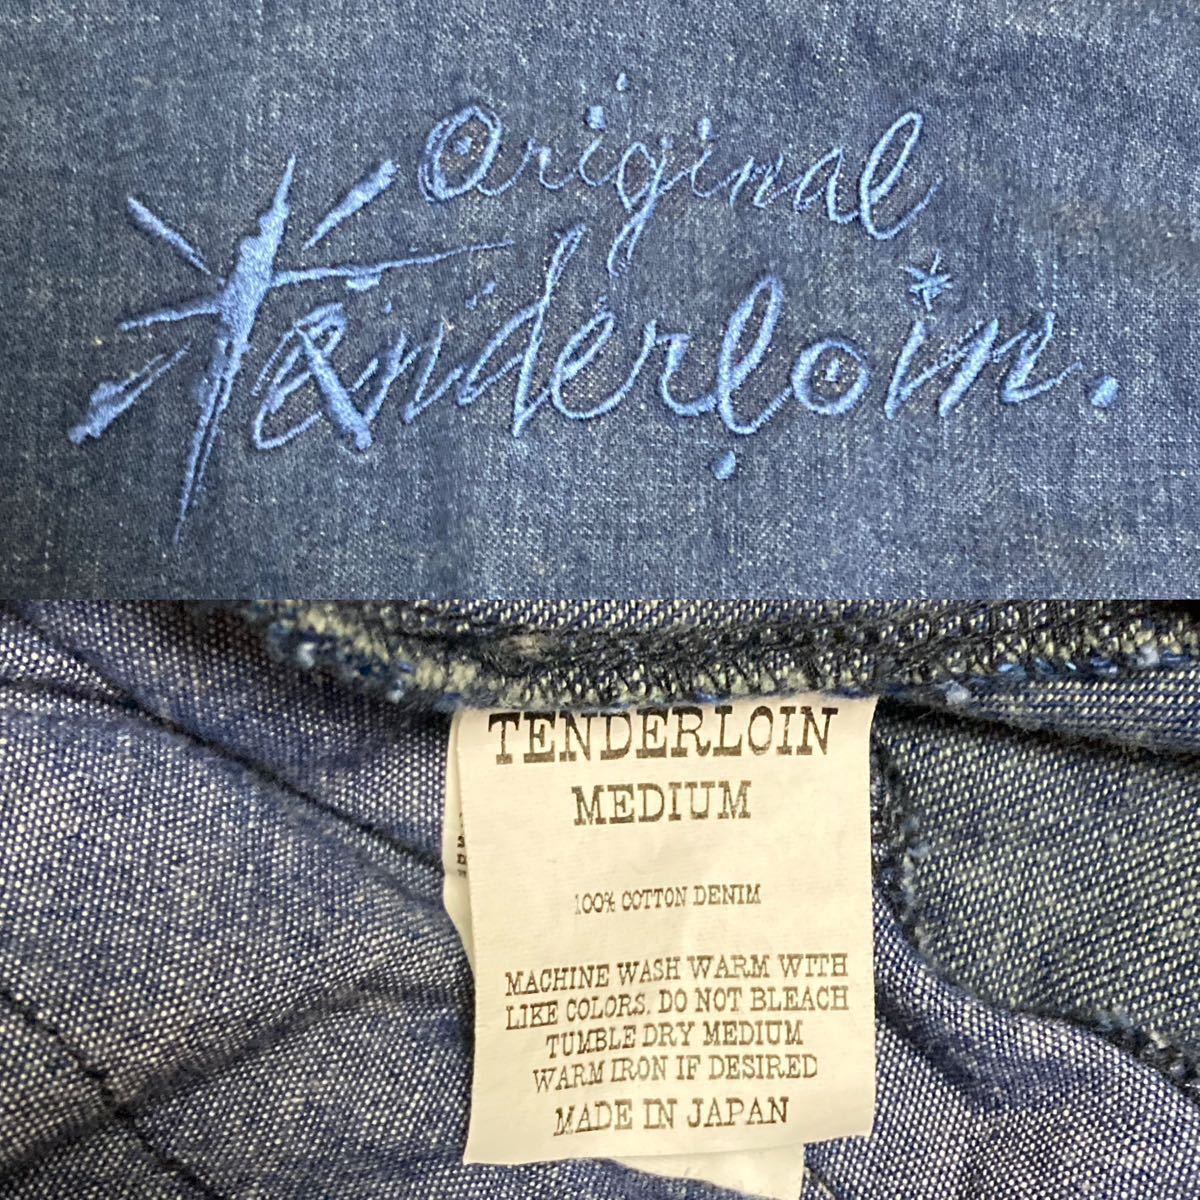 Original
Tenderloin.
TENDERLOIN
MEDIUM
100% COTTON DENIM
MACHINE WASH WARM WITH
LIKE COLORS. DO NOT BLEACH
TUMBLE DRY MEDIUM
WARM IRON IF DESIRED
MADE IN JAPAN